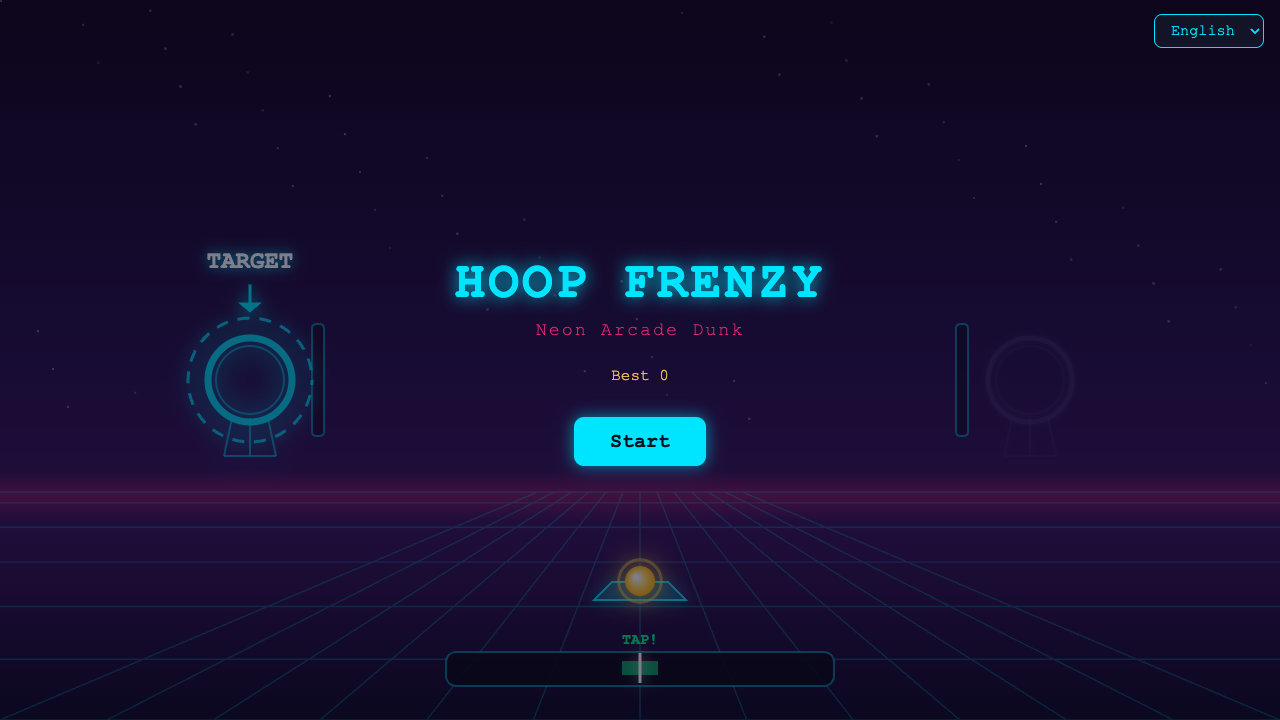 English
TARGET
HOOP FRENZY
Neon Arcade Dunk
Best 0
Start
TAP!